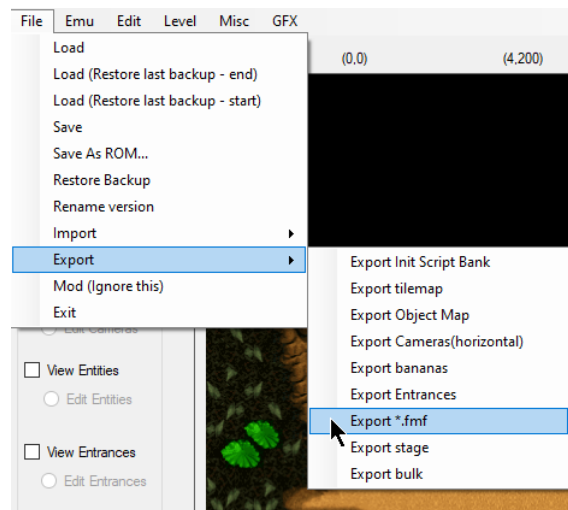 File Emu Edit Level Misc GFX
Load
Load (Restore last backup - end)
Load (Restore last backup - start)
Save
Save As ROM...
Restore Backup
Rename version
Import
Export
Mod (Ignore this)
Exit
(0,0) (4,200)
Export Init Script Bank
Export tilemap
Export Object Map
Export Cameras(horizontal)
Export bananas
Export Entrances
Export *.fmf
Export stage
Export bulk
Edit Cameras
View Entities
Edit Entities
View Entrances
Edit Entrances